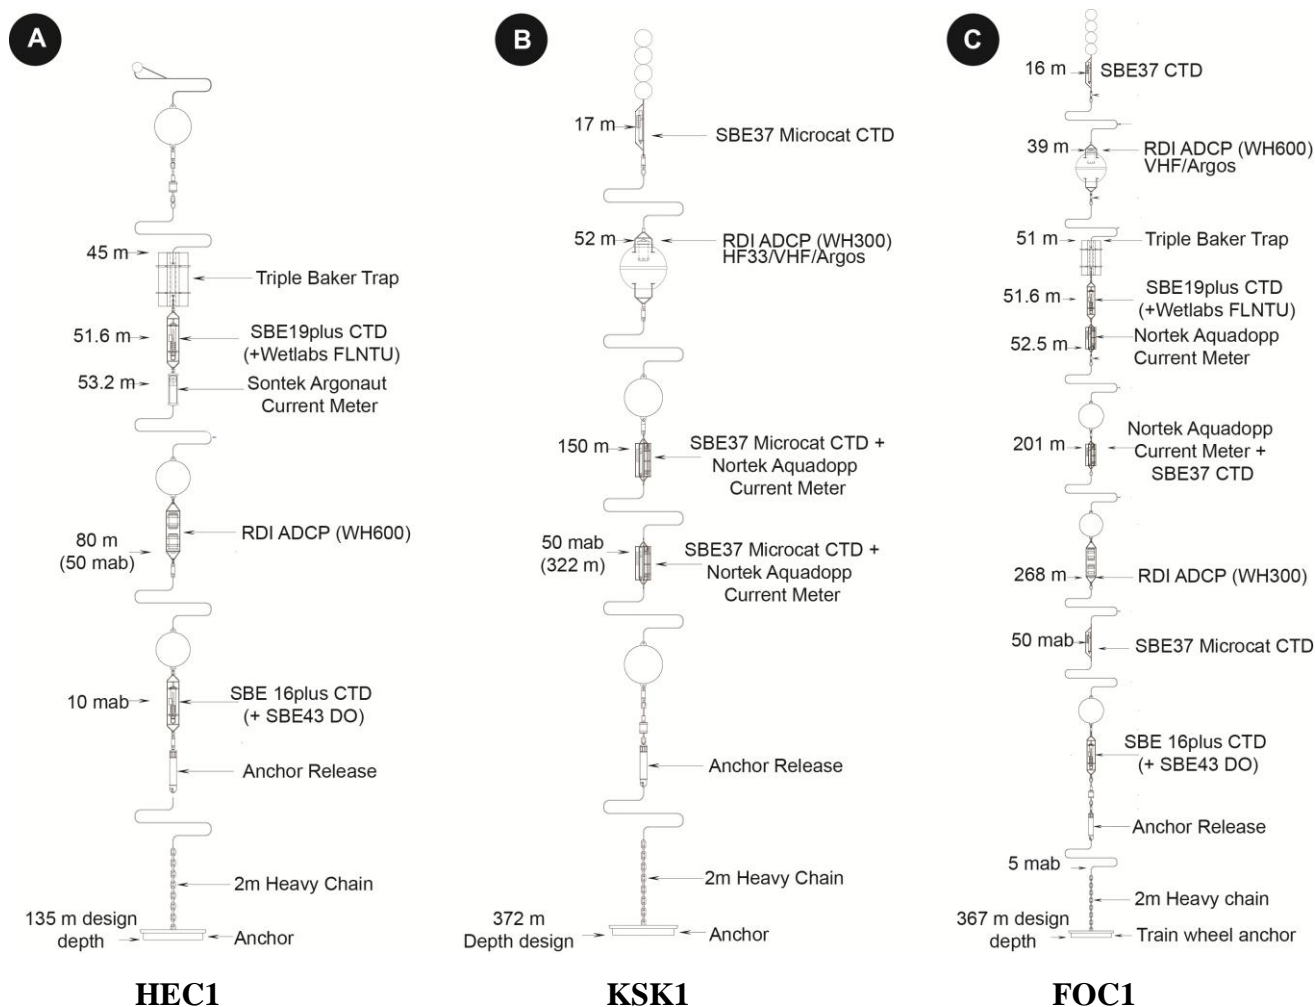 A
45 m
Triple Baker Trap
51.6 m
SBE19plus CTD
(+Wetlabs FLNTU)
53.2 m
Sontek Argonaut
Current Meter
RDI ADCP (WH600)
80 m
(50 mab)
10 mab
SBE 16plus CTD
(+ SBE43 DO)
Anchor Release
2m Heavy Chain
135 m design
depth
Anchor
HEC1
B
17 m
SBE37 Microcat CTD
52 m
RDI ADCP (WH300)
HF33/VHF/Argos
150 m
SBE37 Microcat CTD +
Nortek Aquadopp
Current Meter
50 mab
(322 m)
SBE37 Microcat CTD +
Nortek Aquadopp
Current Meter
Anchor Release
2m Heavy Chain
372 m
Depth design
Anchor
KSK1
C
16 m
SBE37 CTD
39 m
RDI ADCP (WH600)
VHF/Argos
51 m
Triple Baker Trap
51.6 m
SBE19plus CTD
(+Wetlabs FLNTU)
52.5 m
Nortek Aquadopp
Current Meter
201 m
Nortek Aquadopp
Current Meter +
SBE37 CTD
268 m
RDI ADCP (WH300)
50 mab
SBE37 Microcat CTD
SBE 16plus CTD
(+ SBE43 DO)
Anchor Release
5 mab
2m Heavy chain
367 m design
depth
Train wheel anchor
FOC1